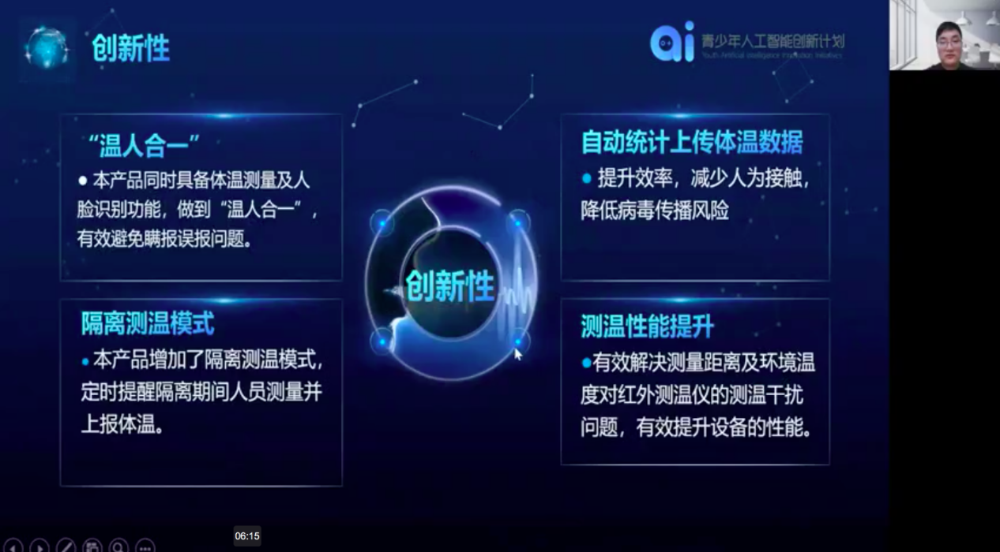 创新性
ai 青少年人工智能创新计划
Youth Artificial Intelligence Innovation Initiatives
“温人合一”
● 本产品同时具备体温测量及人
脸识别功能，做到“温人合一”，
有效避免瞒报误报问题。
自动统计上传体温数据
● 提升效率，减少人为接触，
降低病毒传播风险
创新性
隔离测温模式
● 本产品增加了隔离测温模式，
定时提醒隔离期间人员测量并
上报体温。
测温性能提升
●有效解决测量距离及环境温
度对红外测温仪的测温干扰
问题，有效提升设备的性能。
06:15